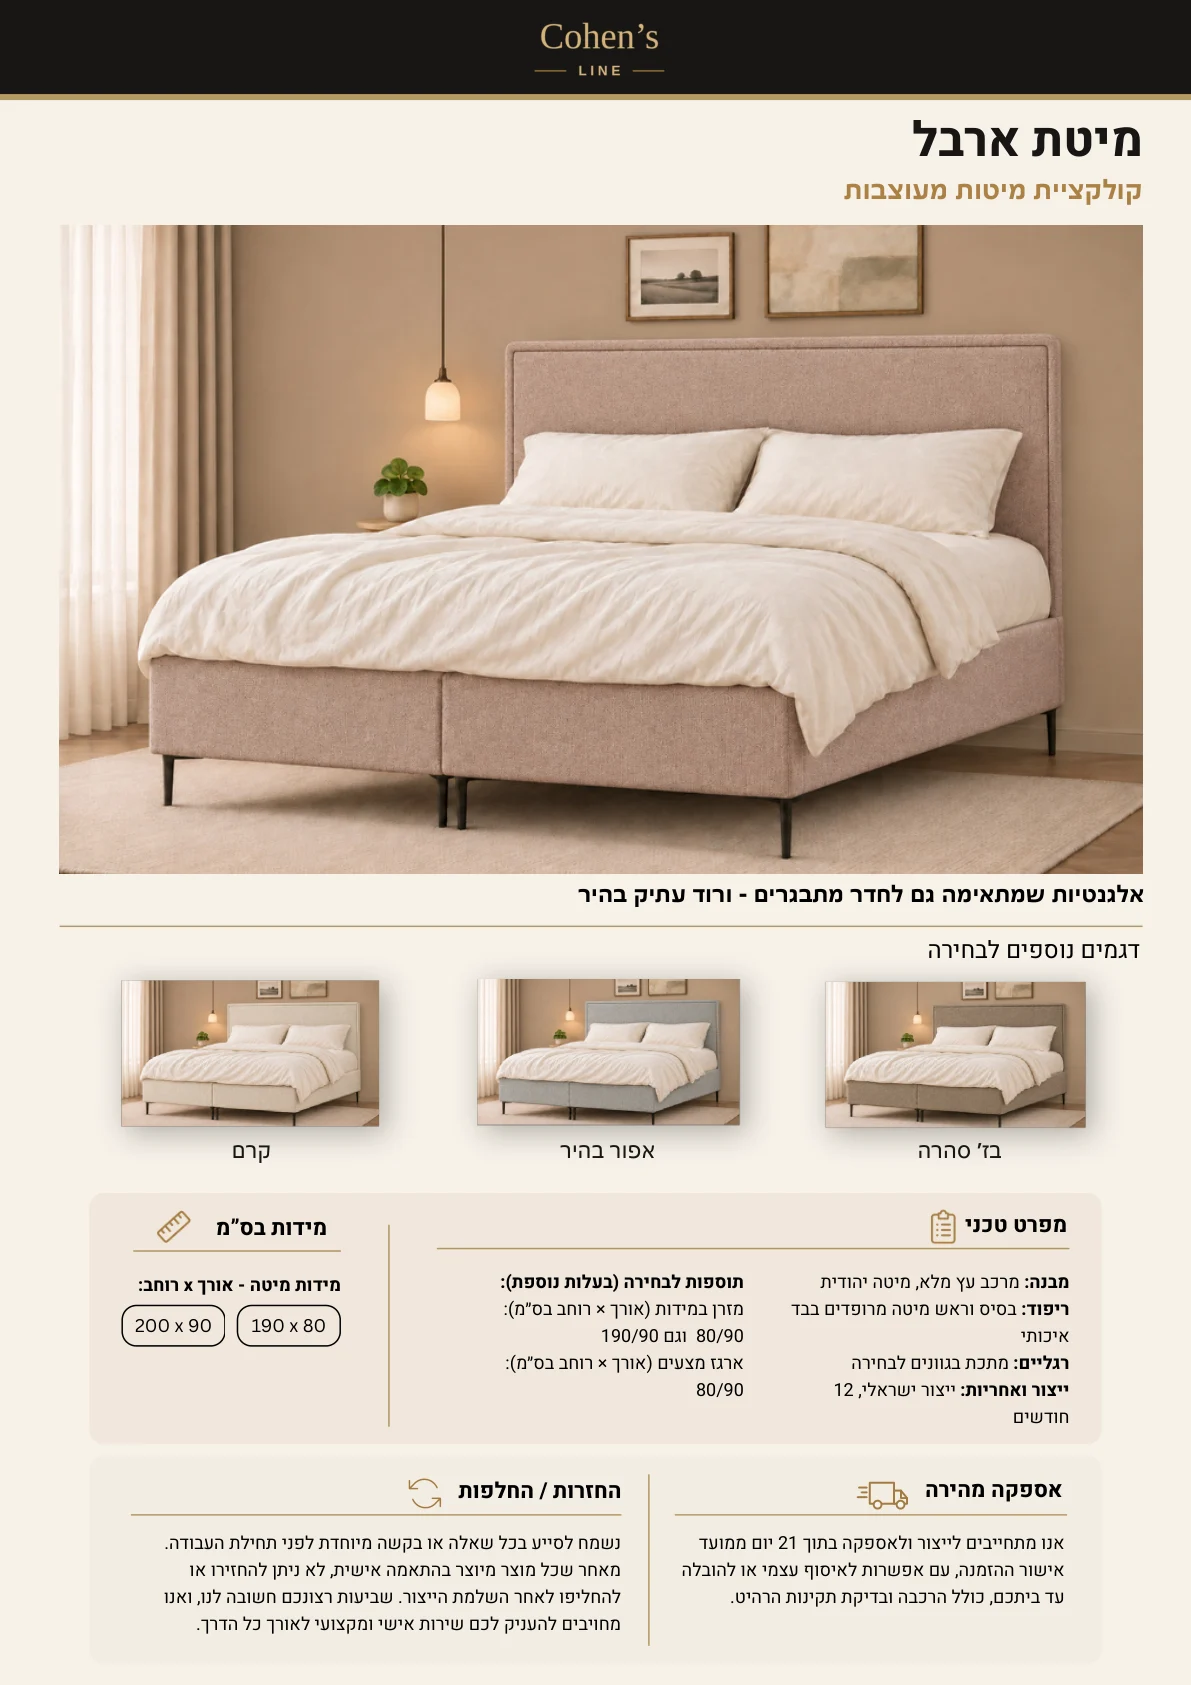 Cohen’s
LINE
מיטת ארבל
קולקציית מיטות מעוצבות
אלגנטיות שמתאימה גם לחדר מתבגרים - ורוד עתיק בהיר
דגמים נוספים לבחירה
בז’ סהרה
אפור בהיר
קרם
מפרט טכני
מבנה: מרכב עץ מלא, מיטה יהודית
ריפוד: בסיס וראש מיטה מרופדים בבד
איכותי
רגליים: מתכת בגוונים לבחירה
ייצור ואחריות: ייצור ישראלי, 12
חודשים
תוספות לבחירה (בעלות נוספת):
מזרן במידות (אורך × רוחב בס”מ):
80/90 וגם 190/90
ארגז מצעים (אורך × רוחב בס”מ):
80/90
מידות בס”מ
מידות מיטה - אורך x רוחב:
190 x 80
200 x 90
אספקה מהירה
אנו מתחייבים לייצור ולאספקה בתוך 21 יום ממועד
אישור ההזמנה, עם אפשרות לאיסוף עצמי או להובלה
עד ביתכם, כולל הרכבה ובדיקת תקינות הרהיט.
החזרות / החלפות
נשמח לסייע בכל שאלה או בקשה מיוחדת לפני תחילת העבודה.
מאחר שכל מוצר מיוצר בהתאמה אישית, לא ניתן להחזירו או
להחליפו לאחר השלמת הייצור. שביעות רצונכם חשובה לנו, ואנו
מחויבים להעניק לכם שירות אישי ומקצועי לאורך כל הדרך.